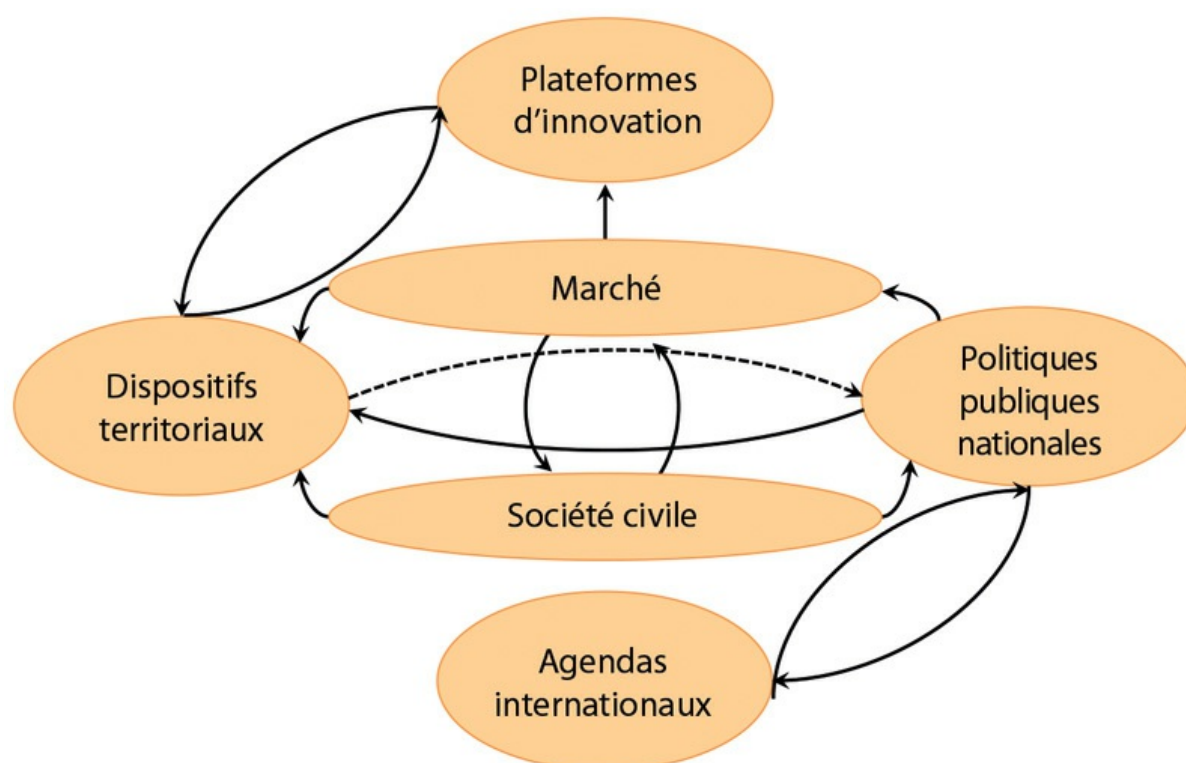 Plateformes
d’innovation
Marché
Dispositifs
territoriaux
Politiques
publiques
nationales
Société civile
Agendas
internationaux